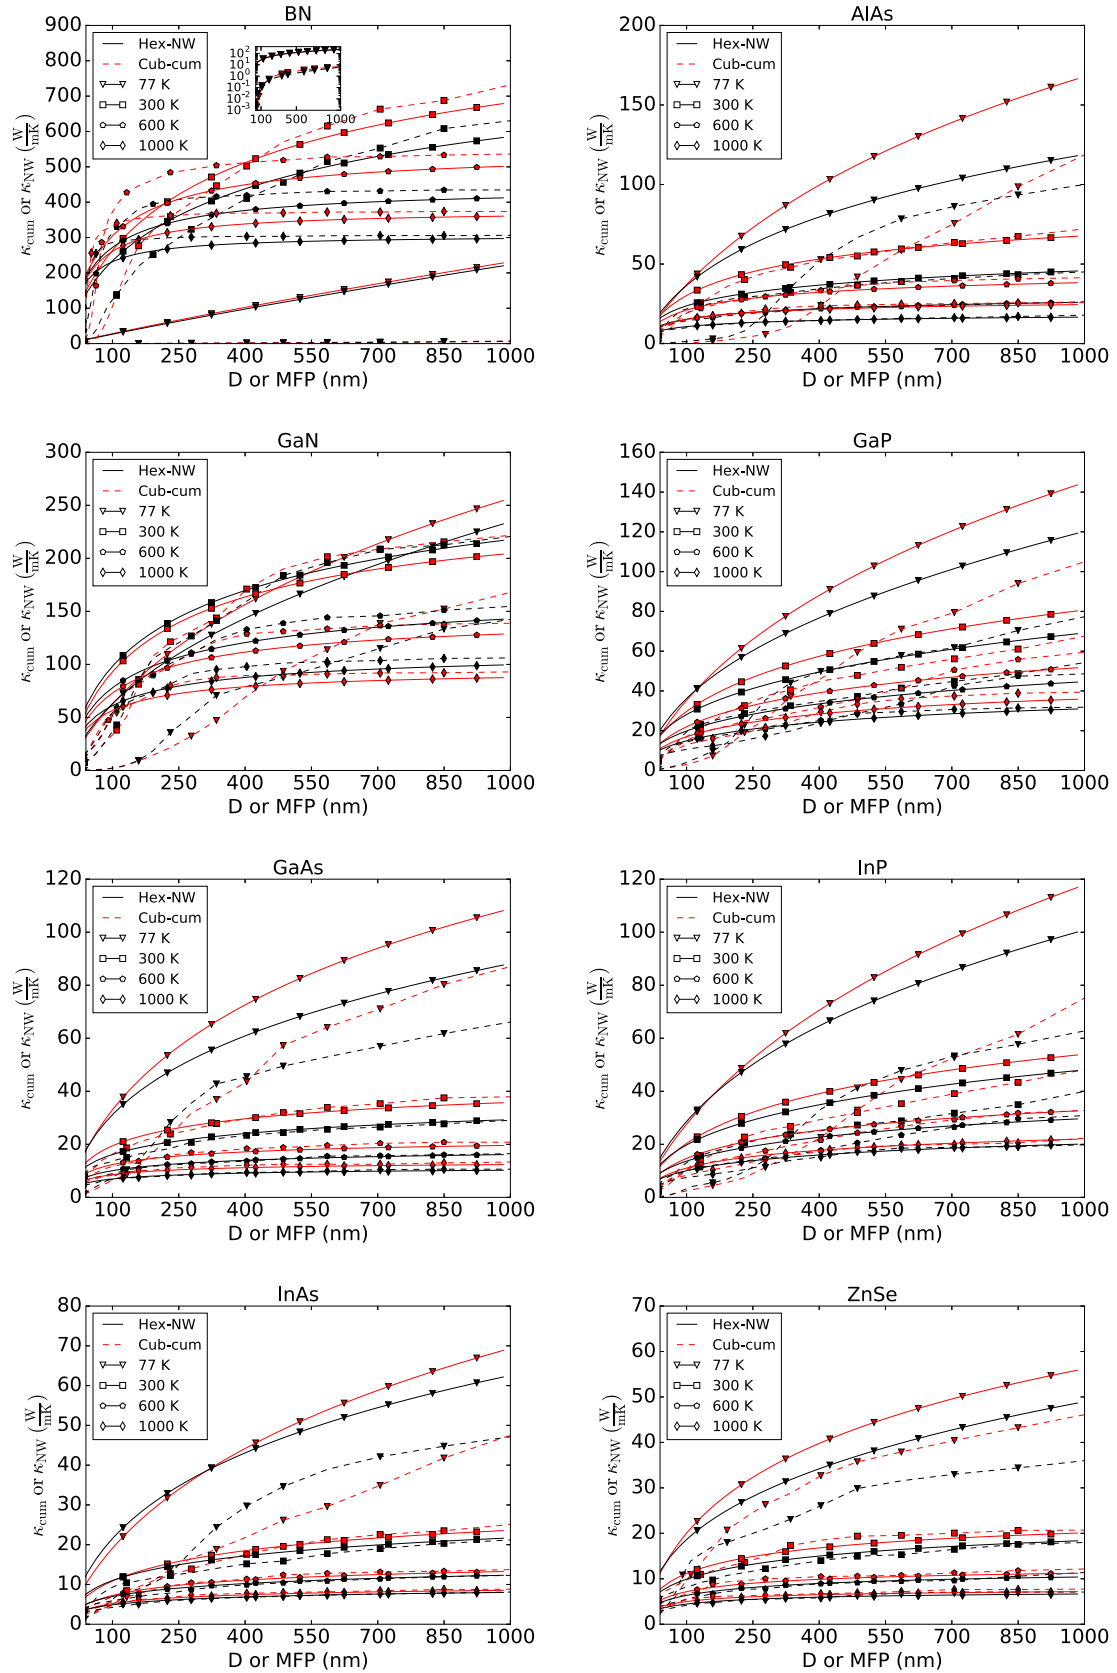 BN
900
800
700
600
500
400
300
200
100
0
Hex-NW
Cub-cum
77 K
300 K
600 K
1000 K
10²
10¹
10⁰
10⁻¹
10⁻²
10⁻³
100 500 1000
κcum or κNW (W/mK)
100 250 400 550 700 850 1000
D or MFP (nm)
AlAs
200
150
100
50
0
Hex-NW
Cub-cum
77 K
300 K
600 K
1000 K
κcum or κNW (W/mK)
100 250 400 550 700 850 1000
D or MFP (nm)
GaN
300
250
200
150
100
50
0
Hex-NW
Cub-cum
77 K
300 K
600 K
1000 K
κcum or κNW (W/mK)
100 250 400 550 700 850 1000
D or MFP (nm)
GaP
160
140
120
100
80
60
40
20
0
Hex-NW
Cub-cum
77 K
300 K
600 K
1000 K
κcum or κNW (W/mK)
100 250 400 550 700 850 1000
D or MFP (nm)
GaAs
120
100
80
60
40
20
0
Hex-NW
Cub-cum
77 K
300 K
600 K
1000 K
κcum or κNW (W/mK)
100 250 400 550 700 850 1000
D or MFP (nm)
InP
120
100
80
60
40
20
0
Hex-NW
Cub-cum
77 K
300 K
600 K
1000 K
κcum or κNW (W/mK)
100 250 400 550 700 850 1000
D or MFP (nm)
InAs
80
70
60
50
40
30
20
10
0
Hex-NW
Cub-cum
77 K
300 K
600 K
1000 K
κcum or κNW (W/mK)
100 250 400 550 700 850 1000
D or MFP (nm)
ZnSe
70
60
50
40
30
20
10
0
Hex-NW
Cub-cum
77 K
300 K
600 K
1000 K
κcum or κNW (W/mK)
100 250 400 550 700 850 1000
D or MFP (nm)